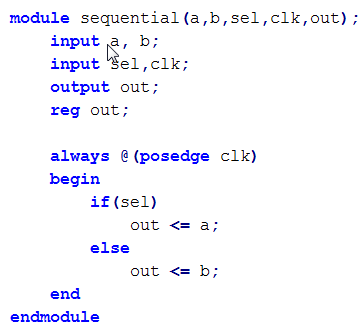 module sequential(a,b,sel,clk,out);
    input a, b;
    input sel,clk;
    output out;
    reg out;

    always @(posedge clk)
    begin
        if(sel)
            out <= a;
        else
            out <= b;
    end
endmodule